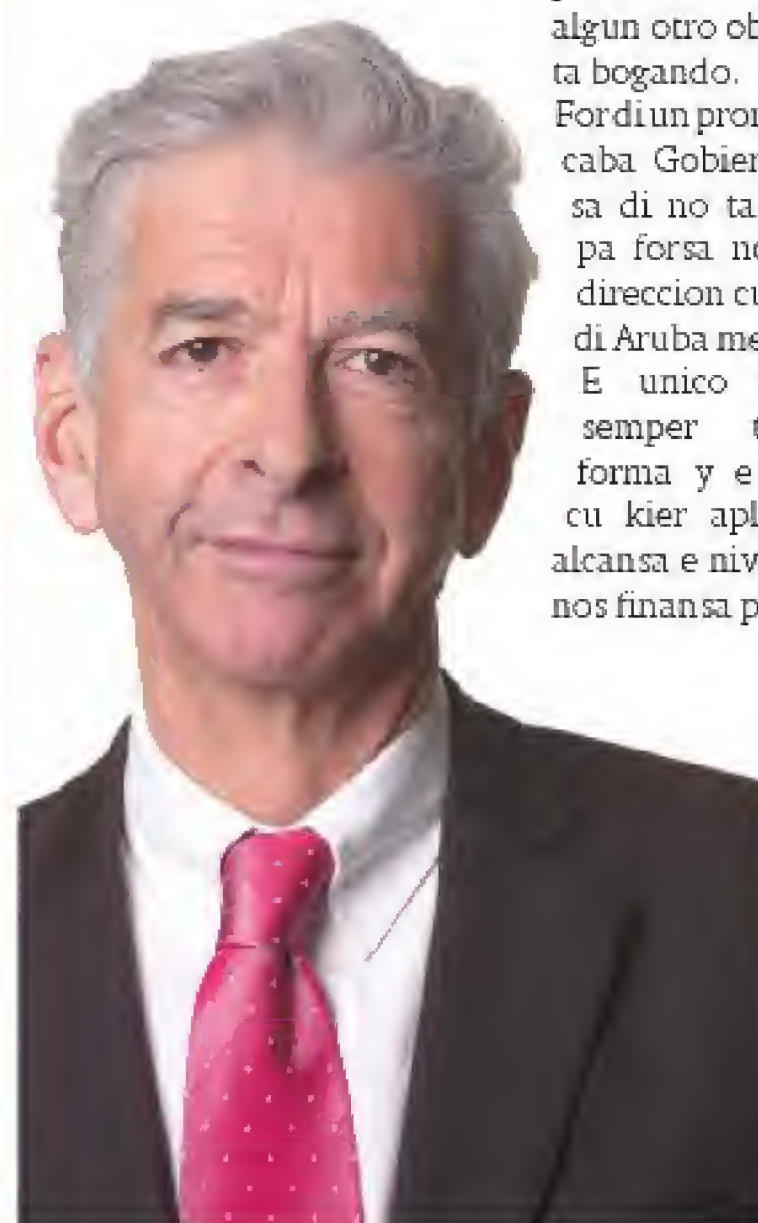 algun otro ob
ta bogando.
Fordi un pron
caba Gobier
sa di no ta
pa forsa no
direccion cu
di Aruba me
E unico
semper t
forma y e
cu kier apl
alcansa e niv
nos finansa p